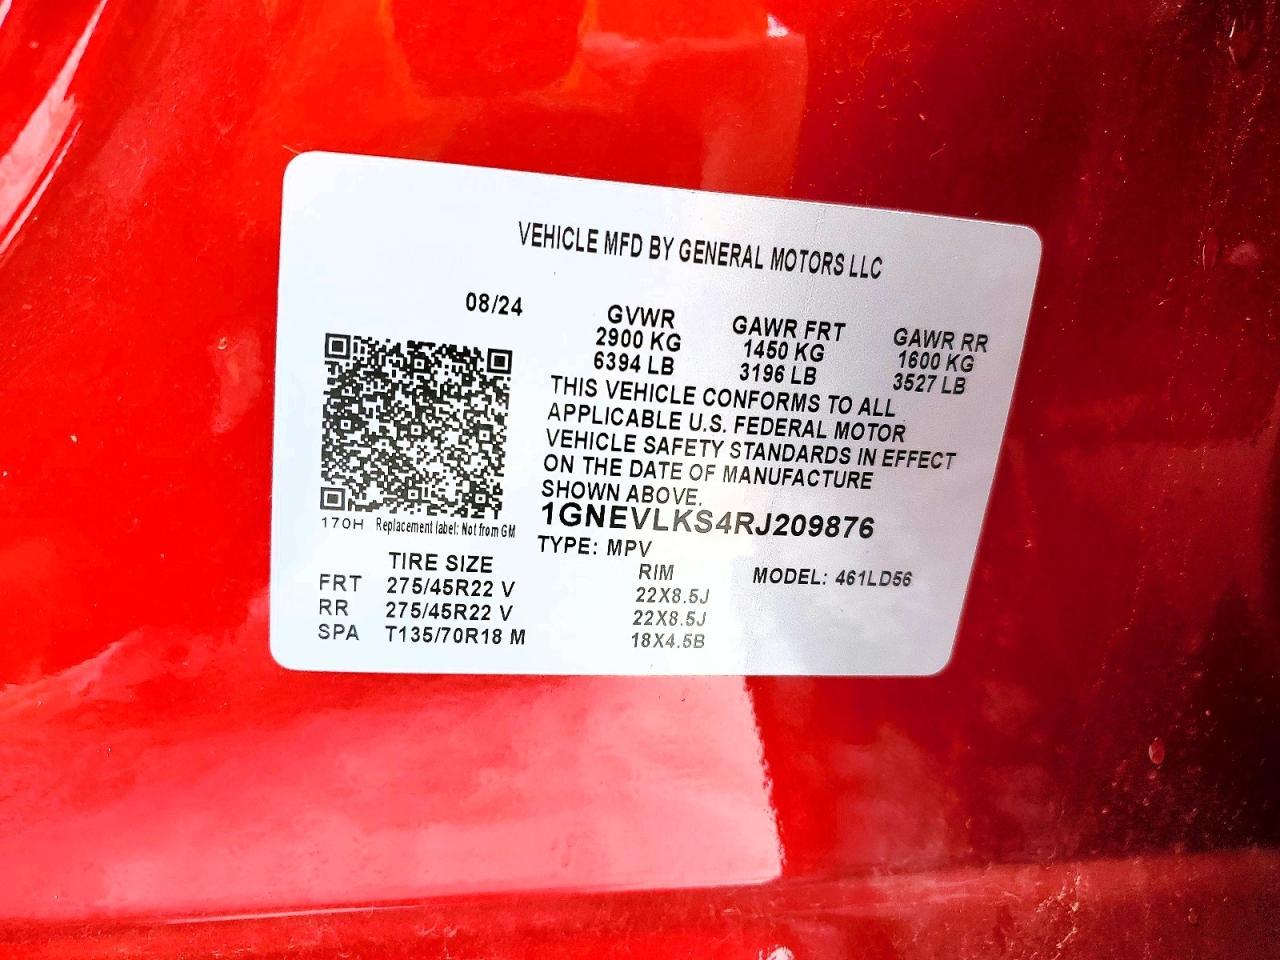 VEHICLE MFD BY GENERAL MOTORS LLC
08/24 GVWR GAWR FRT GAWR RR
2900 KG 1450 KG 1600 KG
6394 LB 3196 LB 3527 LB
THIS VEHICLE CONFORMS TO ALL
APPLICABLE U.S. FEDERAL MOTOR
VEHICLE SAFETY STANDARDS IN EFFECT
ON THE DATE OF MANUFACTURE
SHOWN ABOVE.
170H Replacement label: Not from GM
1GNEVLKS4RJ209876
TYPE: MPV
TIRE SIZE RIM MODEL: 461LD56
FRT 275/45R22 V 22X8.5J
RR 275/45R22 V 22X8.5J
SPA T135/70R18 M 18X4.5B